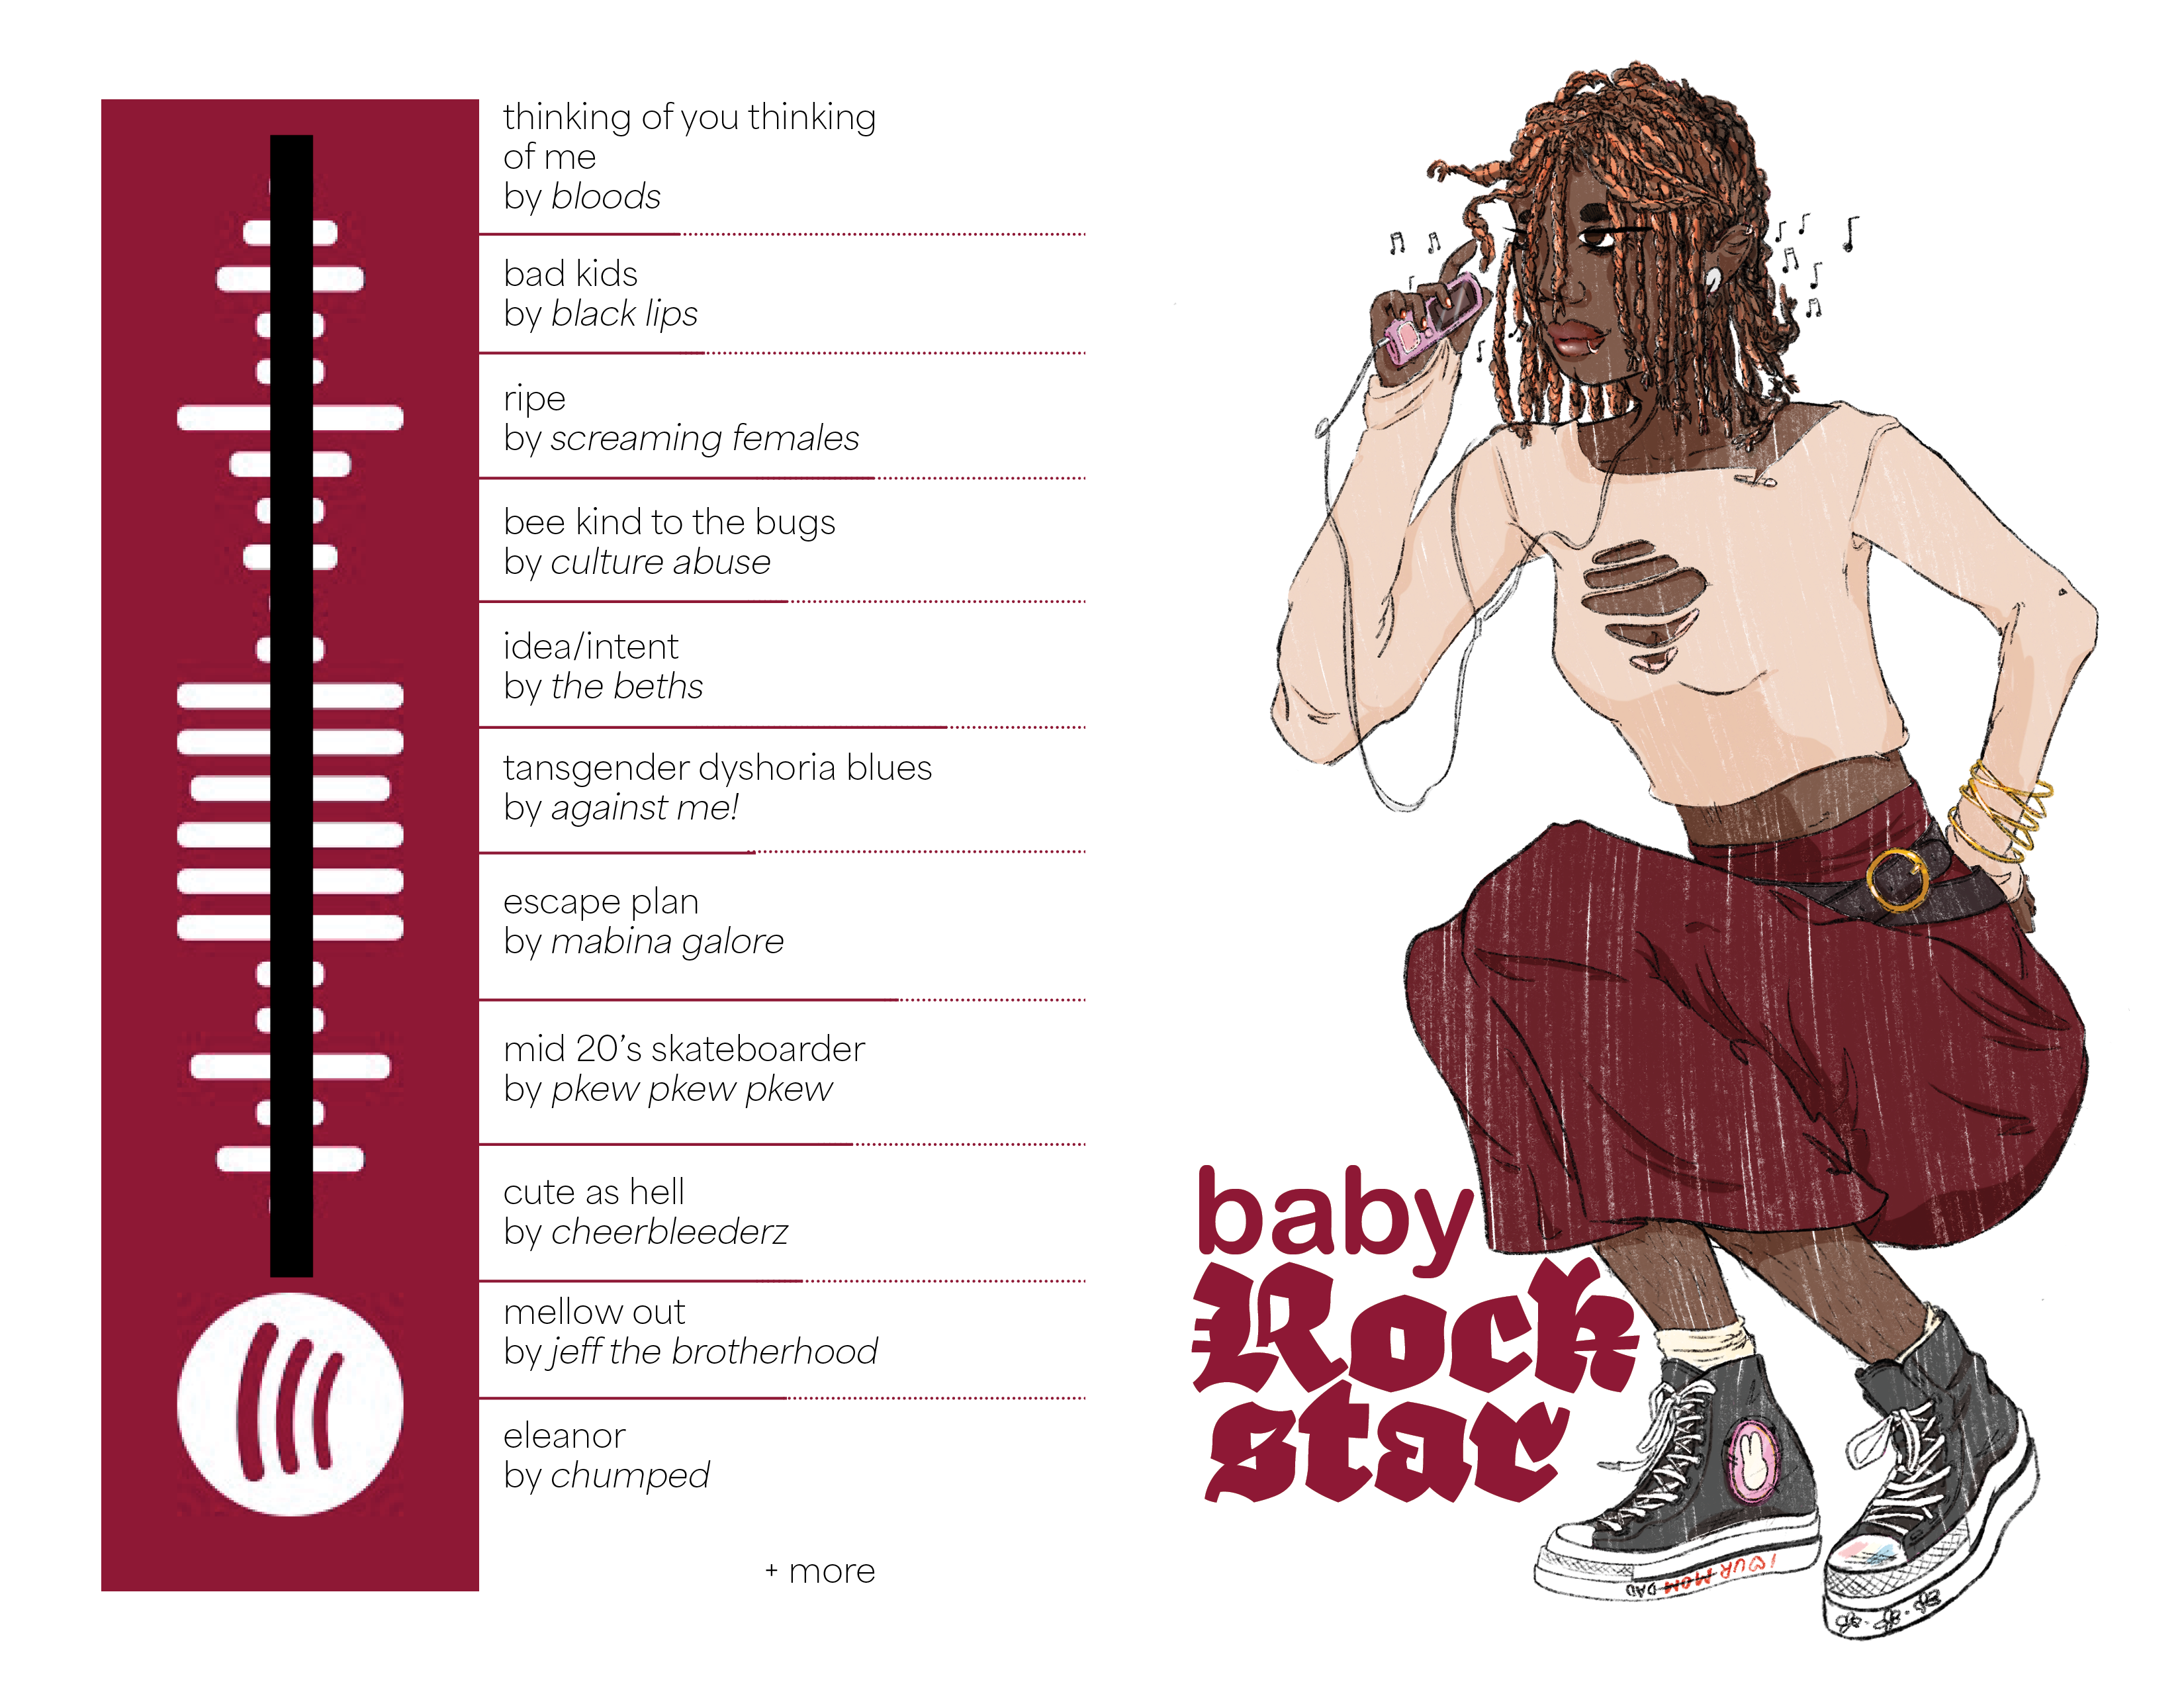 thinking of you thinking
of me
by bloods
bad kids
by black lips
ripe
by screaming females
bee kind to the bugs
by culture abuse
idea/intent
by the beths
tansgender dyshoria blues
by against me!
escape plan
by mabina galore
mid 20’s skateboarder
by pkew pkew pkew
cute as hell
by cheerbleederz
mellow out
by jeff the brotherhood
eleanor
by chumped
+ more
baby
Rock
star
I ♡ UR MOM DAD